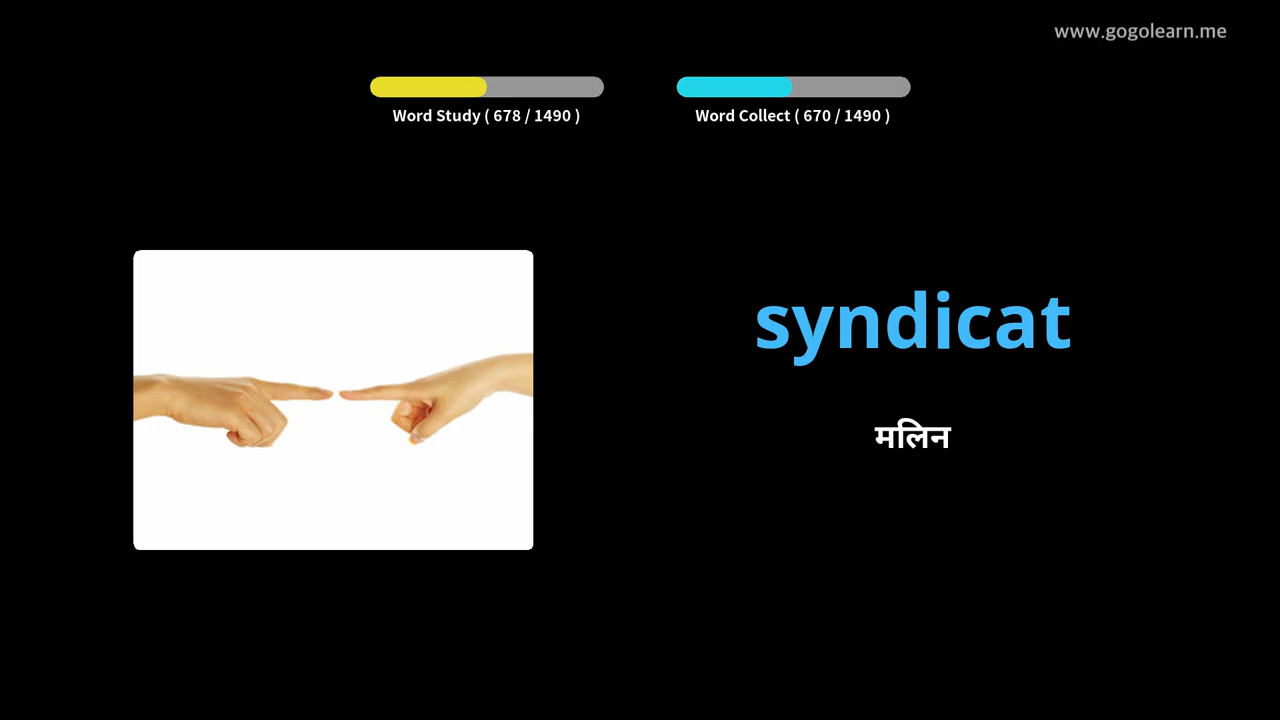 www.gogolearn.me
Word Study ( 678 / 1490 )
Word Collect ( 670 / 1490 )
syndicat
मलिन